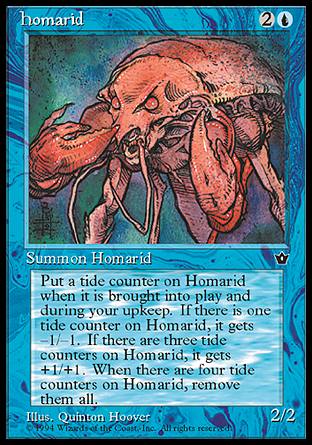 Homarid 2
Summon Homarid
Put a tide counter on Homarid
when it is brought into play and
during your upkeep. If there is one
tide counter on Homarid, it gets
-1/-1. If there are three tide
counters on Homarid, it gets
+1/+1. When there are four tide
counters on Homarid, remove
them all.
Illus. Quinton Hoover 2/2
©1994 Wizards of the Coast, Inc. All rights reserved.